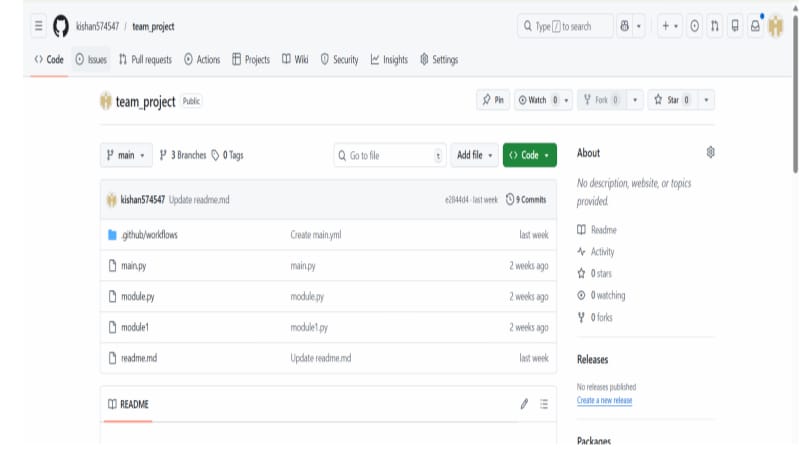 kishan574547 / team_project
Type / to search
Code Issues Pull requests Actions Projects Wiki Security Insights Settings
team_project Public
Pin Watch 0 Fork 0 Star 0
main 3 Branches 0 Tags Go to file t Add file Code
kishan574547 Update readme.md e2844d4 · last week 9 Commits
.github/workflows Create main.yml last week
main.py main.py 2 weeks ago
module.py module.py 2 weeks ago
module1 module1.py 2 weeks ago
readme.md Update readme.md last week
README
About
No description, website, or topics
provided.
Readme
Activity
0 stars
0 watching
0 forks
Releases
No releases published
Create a new release
Packages